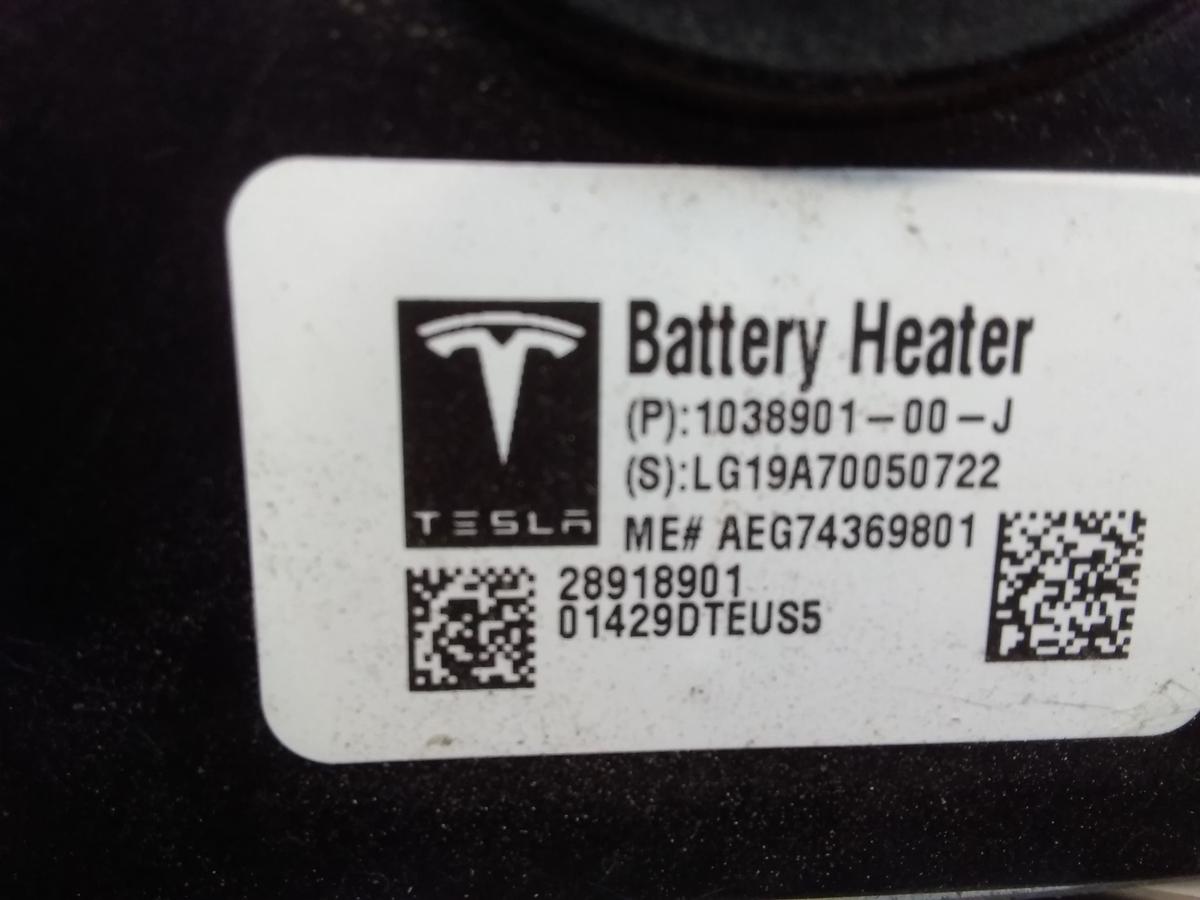 Battery Heater
(P):1038901-00-J
(S):LG19A70050722
TESLA
ME# AEG74369801
28918901
01429DTEUS5